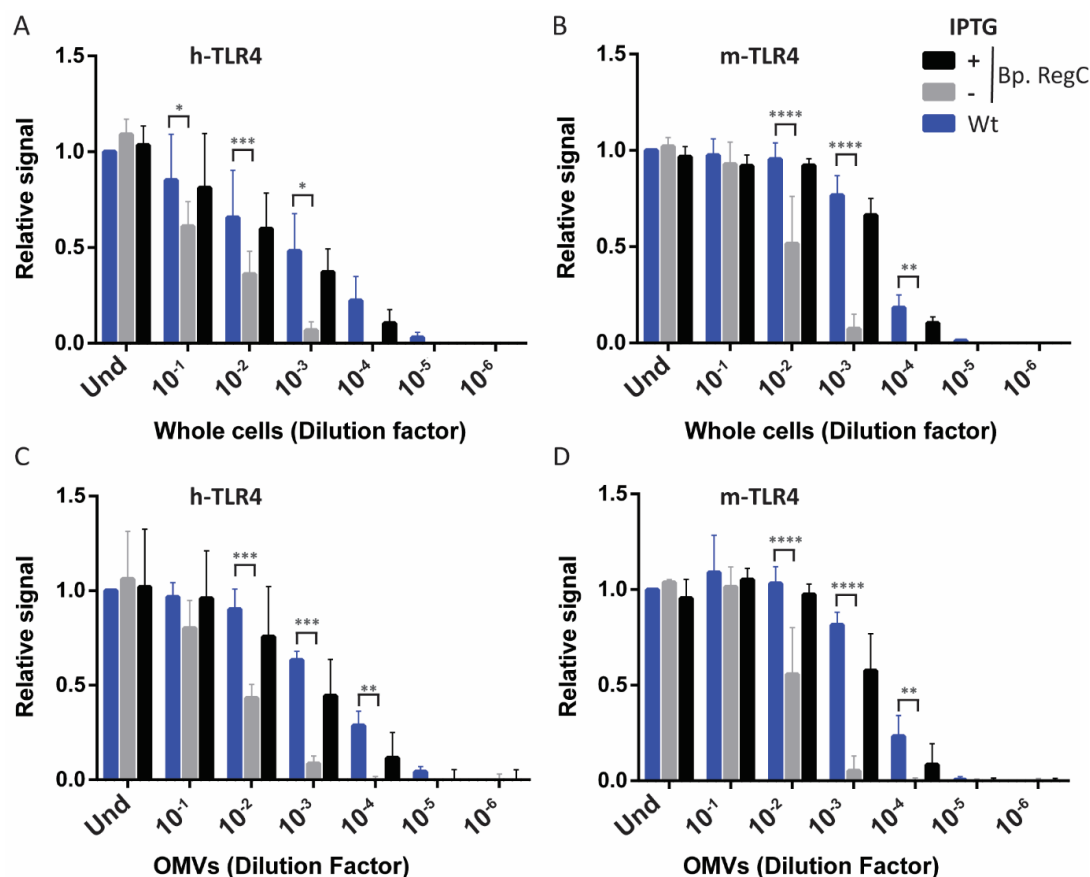 A
h-TLR4
Relative signal
1.5
1.0
0.5
0.0
*
***
*
Und
10⁻¹
10⁻²
10⁻³
10⁻⁴
10⁻⁵
10⁻⁶
Whole cells (Dilution factor)
B
m-TLR4
IPTG
+
-
Bp. RegC
Wt
Relative signal
1.5
1.0
0.5
0.0
****
****
**
Und
10⁻¹
10⁻²
10⁻³
10⁻⁴
10⁻⁵
10⁻⁶
Whole cells (Dilution factor)
C
h-TLR4
Relative signal
1.5
1.0
0.5
0.0
***
***
**
Und
10⁻¹
10⁻²
10⁻³
10⁻⁴
10⁻⁵
10⁻⁶
OMVs (Dilution Factor)
D
m-TLR4
Relative signal
1.5
1.0
0.5
0.0
****
****
**
Und
10⁻¹
10⁻²
10⁻³
10⁻⁴
10⁻⁵
10⁻⁶
OMVs (Dilution Factor)